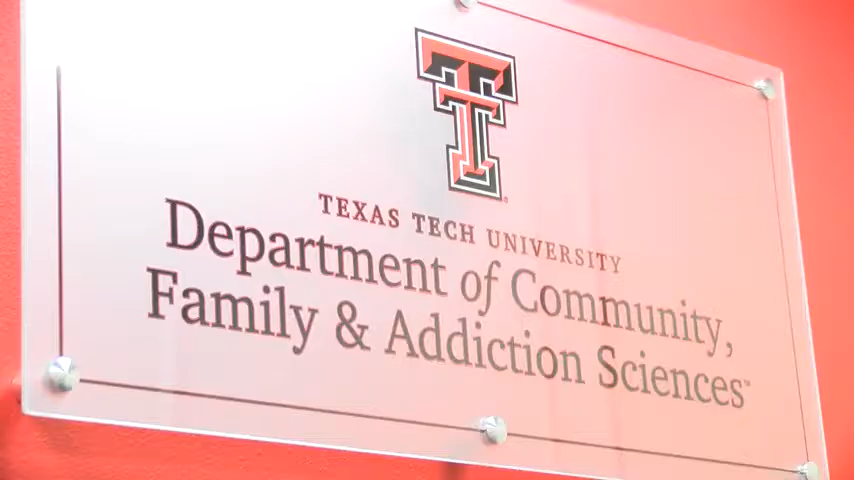 TEXAS TECH UNIVERSITY
Department of Community,
Family & Addiction Sciences™